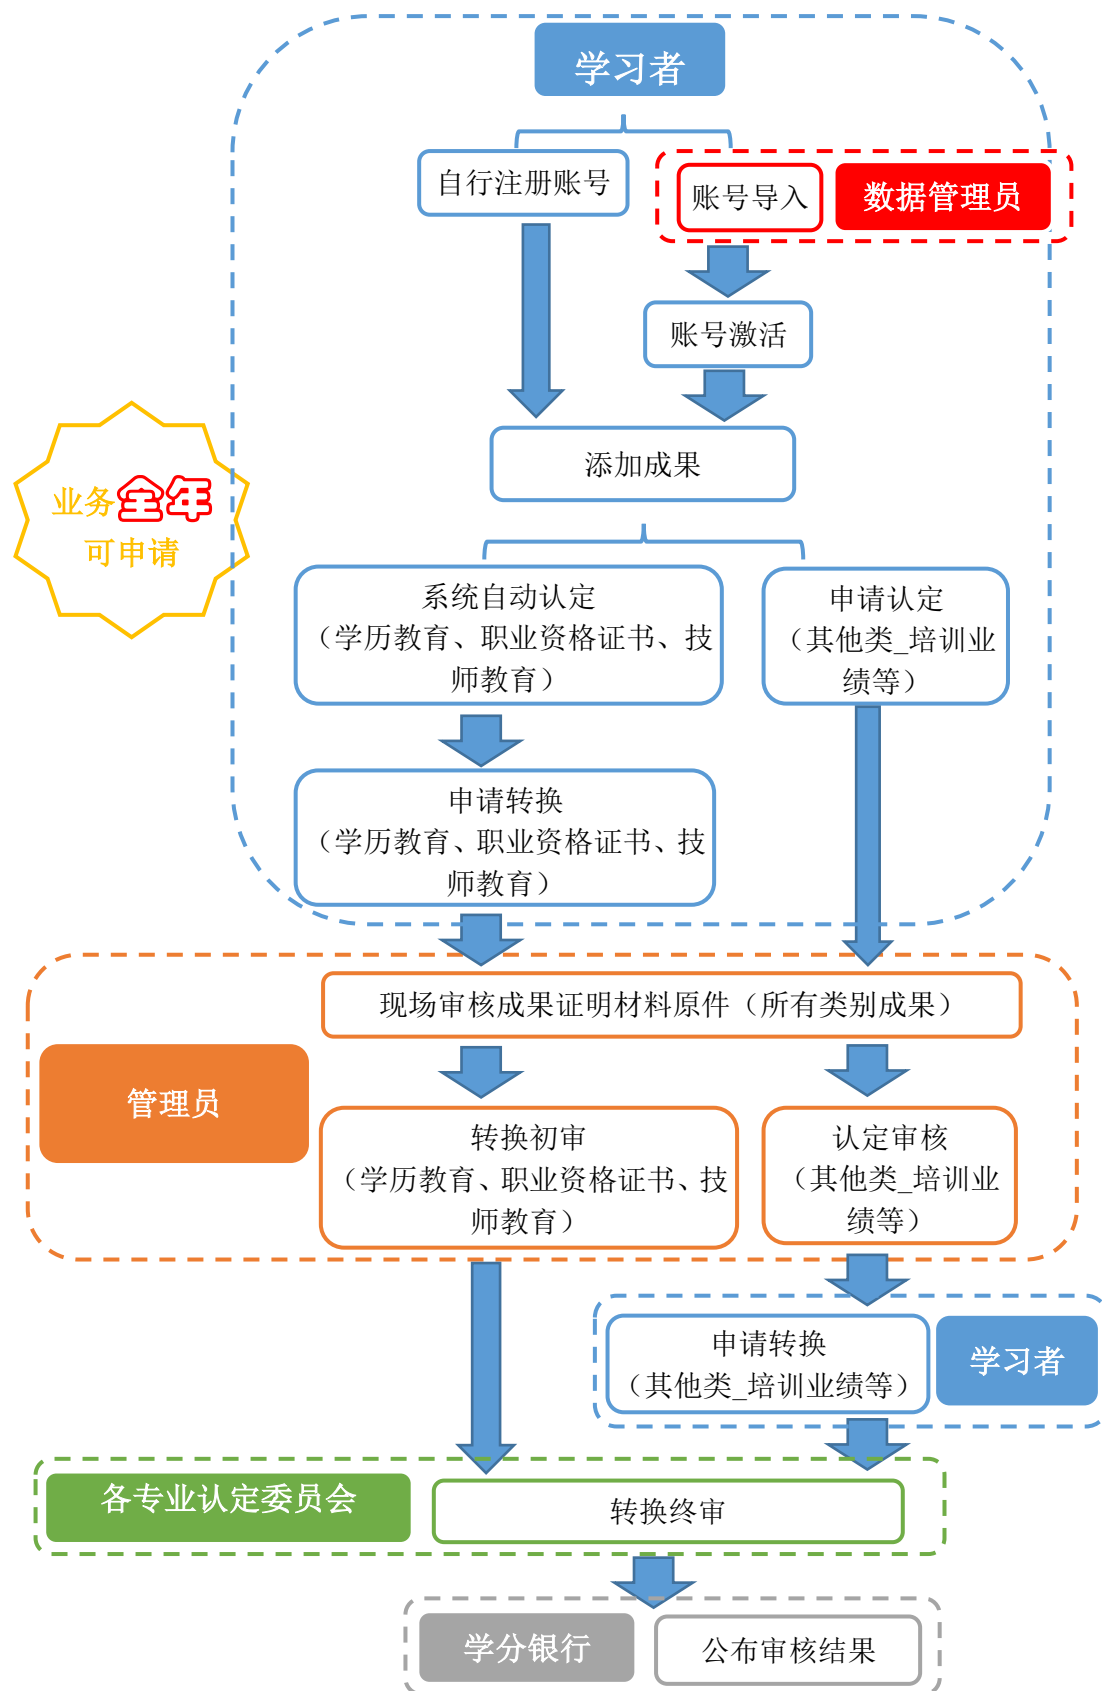 学习者
自行注册账号
账号导入
数据管理员
账号激活
添加成果
业务全年
可申请
系统自动认定
（学历教育、职业资格证书、技
师教育）
申请认定
（其他类_培训业
绩等）
申请转换
（学历教育、职业资格证书、技
师教育）
现场审核成果证明材料原件（所有类别成果）
管理员
转换初审
（学历教育、职业资格证书、技
师教育）
认定审核
（其他类_培训业
绩等）
申请转换
（其他类_培训业绩等）
学习者
各专业认定委员会
转换终审
学分银行
公布审核结果